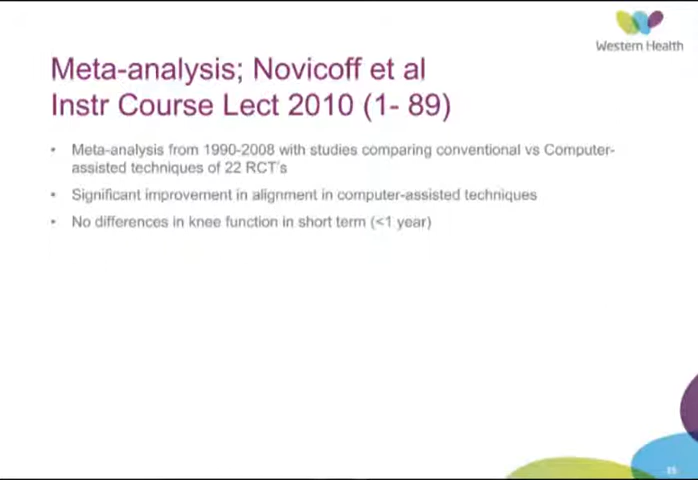 Western Health
Meta-analysis; Novicoff et al
Instr Course Lect 2010 (1- 89)
• Meta-analysis from 1990-2008 with studies comparing conventional vs Computer-
assisted techniques of 22 RCT's
• Significant improvement in alignment in computer-assisted techniques
• No differences in knee function in short term (<1 year)